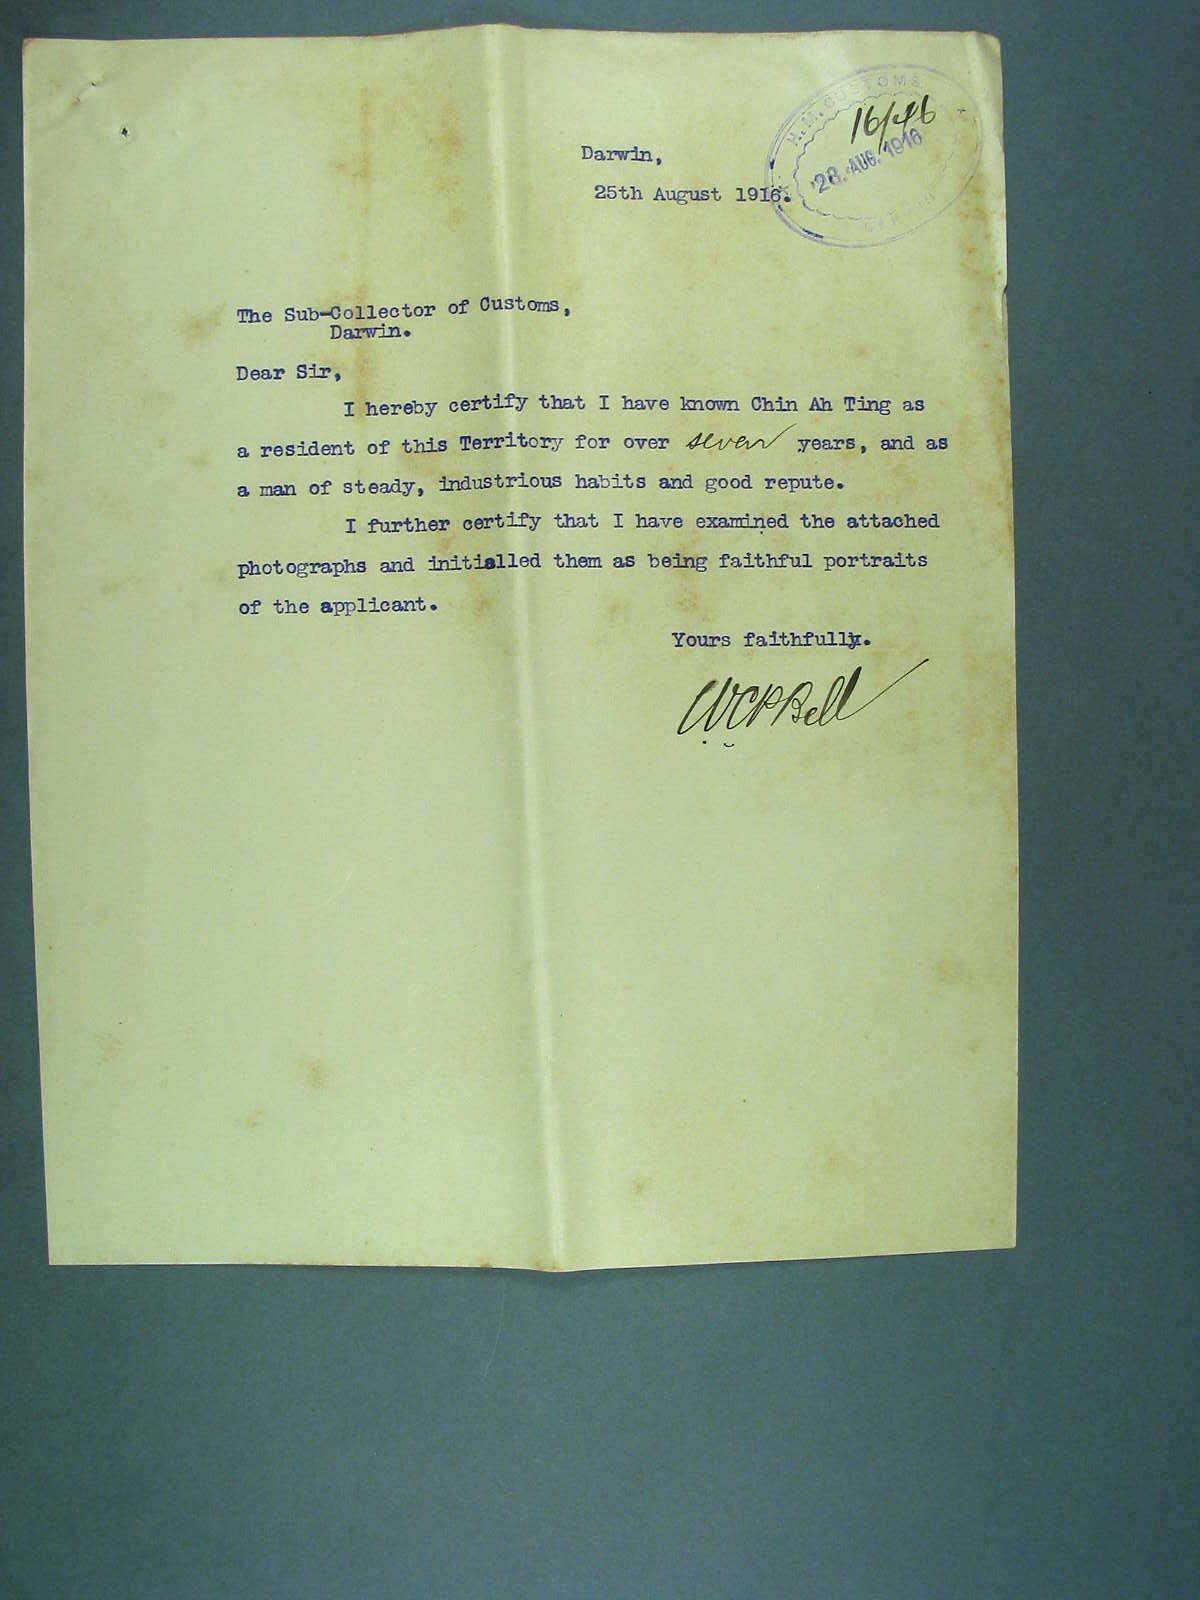 H.M. CUSTOMS
16/46
28. AUG. 1916
DARWIN
Darwin,
25th August 1916.
The Sub-Collector of Customs,
Darwin.
Dear Sir,
I hereby certify that I have known Chin Ah Ting as
a resident of this Territory for over seven years, and as
a man of steady, industrious habits and good repute.
I further certify that I have examined the attached
photographs and initialled them as being faithful portraits
of the applicant.
Yours faithfully.
WCPBell